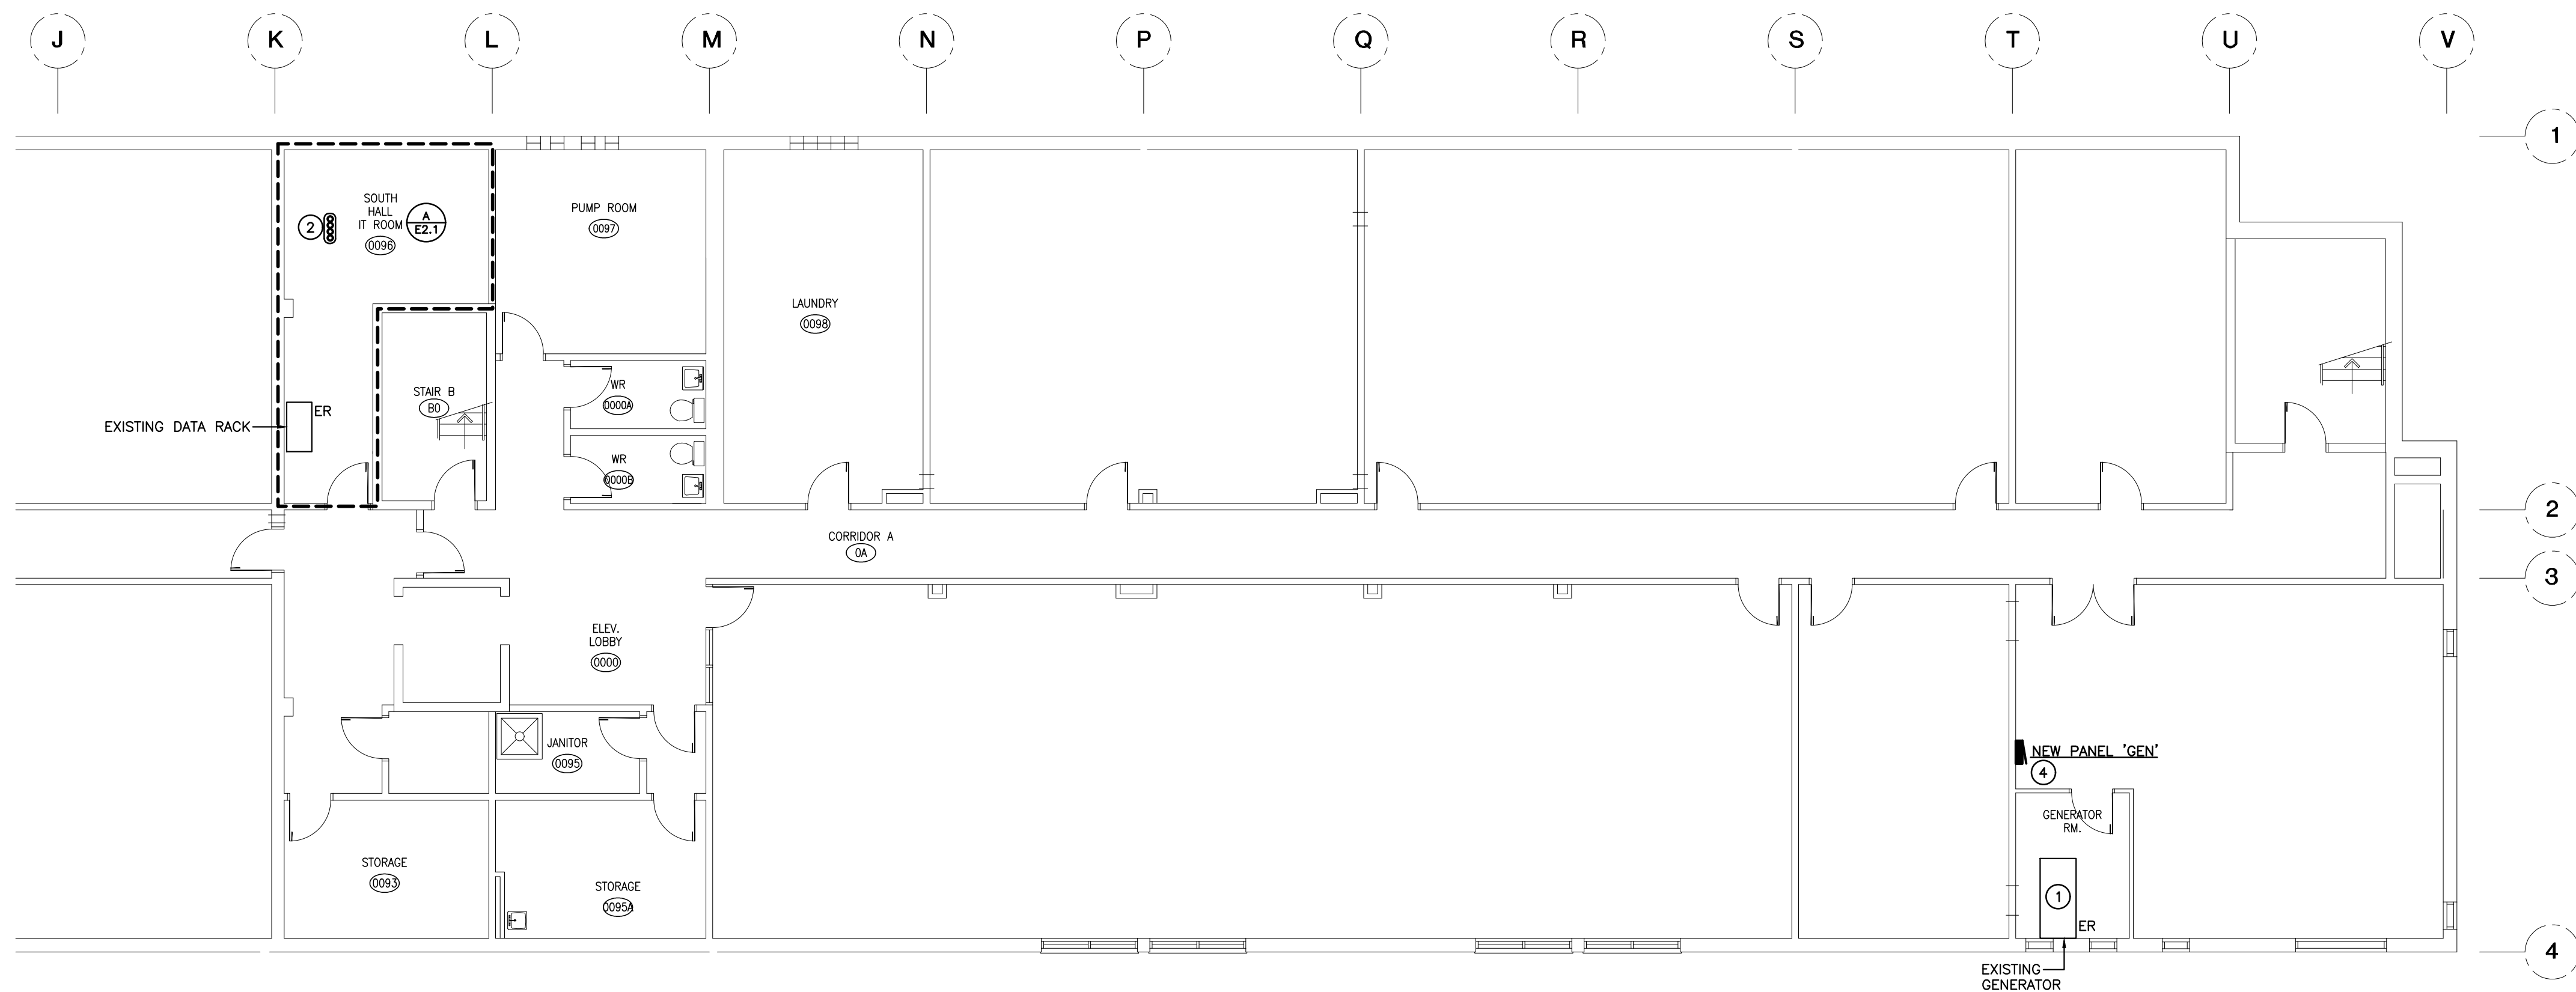 J
K
L
M
N
P
Q
R
S
T
U
V
1
SOUTH
HALL
IT ROOM
0096
A
E2.1
2
PUMP ROOM
0097
LAUNDRY
0098
WR
0000A
STAIR B
B0
ER
EXISTING DATA RACK
WR
0000B
2
CORRIDOR A
0A
3
ELEV.
LOBBY
0000
JANITOR
0095
NEW PANEL 'GEN'
4
GENERATOR
RM.
STORAGE
0093
STORAGE
0095A
1
ER
4
EXISTING
GENERATOR